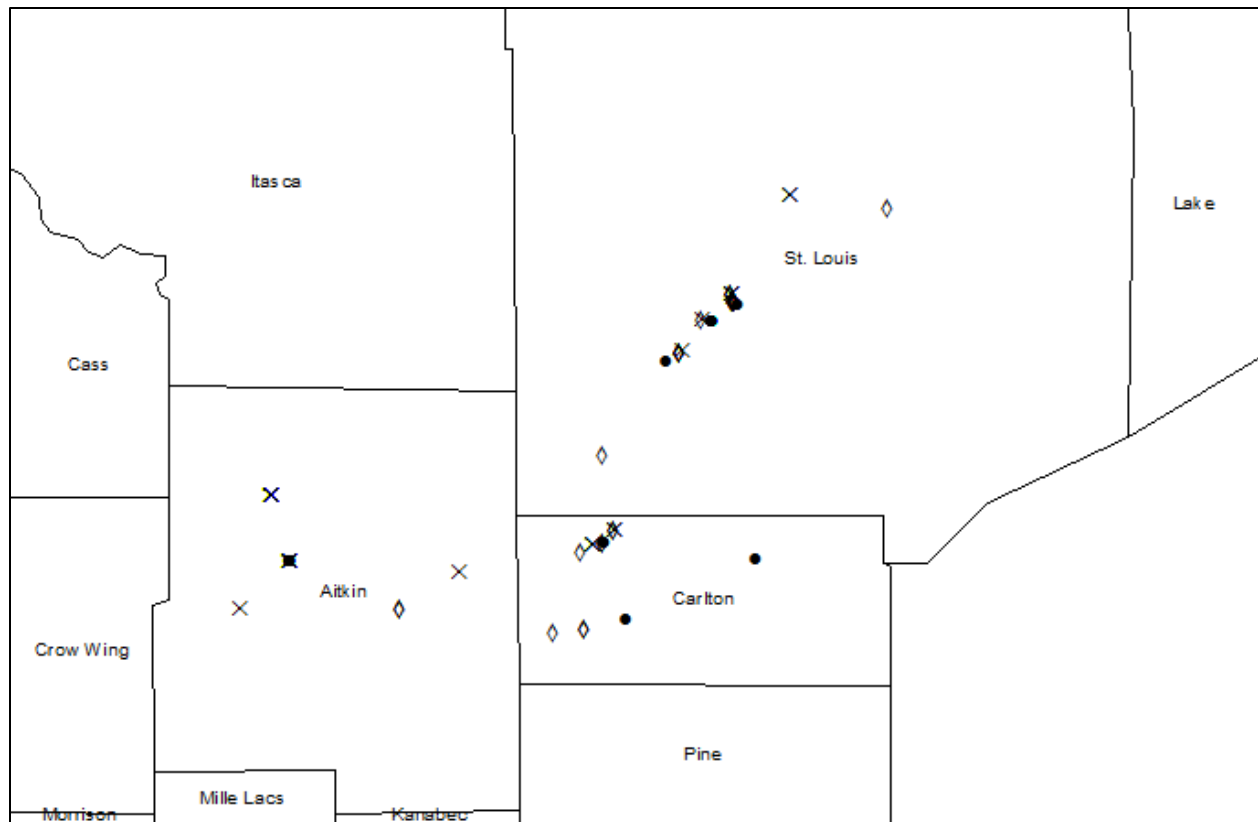 Itasca
Lake
St. Louis
Cass
Aitkin
Carlton
Crow Wing
Pine
Mille Lacs
Morrison
Kanabec